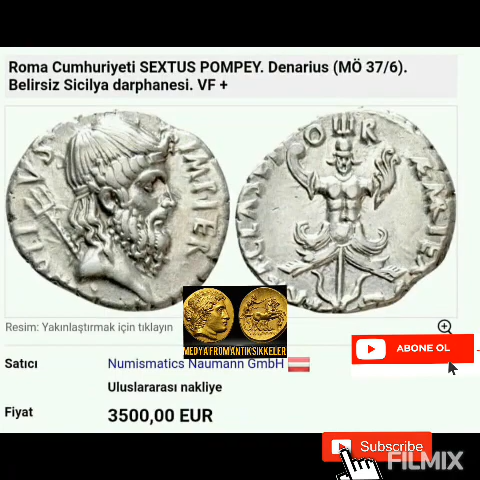 Roma Cumhuriyeti SEXTUS POMPEY. Denarius (MÖ 37/6).
Belirsiz Sicilya darphanesi. VF +
Resim: Yakınlaştırmak için tıklayın
MEDYAFROMANTIKSIKKELER
ABONE OL
Satıcı Numismatics Naumann GmbH
Uluslararası nakliye
Fiyat 3500,00 EUR
Subscribe
FILMIX